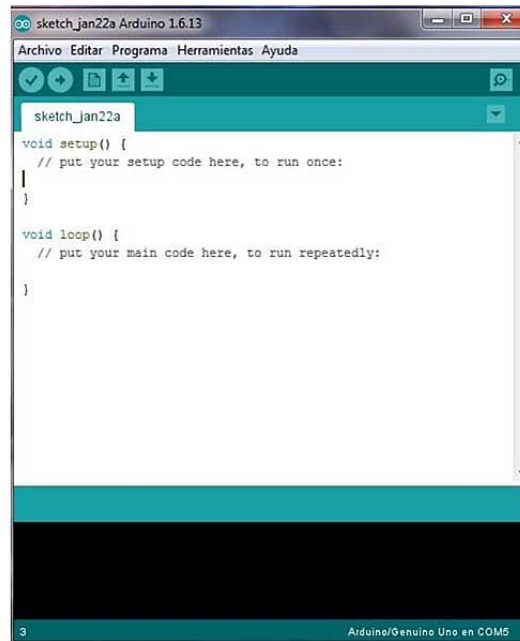 sketch_jan22a Arduino 1.6.13
Archivo Editar Programa Herramientas Ayuda
sketch_jan22a
void setup() {
// put your setup code here, to run once:
}
void loop() {
// put your main code here, to run repeatedly:
}
3
Arduino/Genuino Uno en COM5